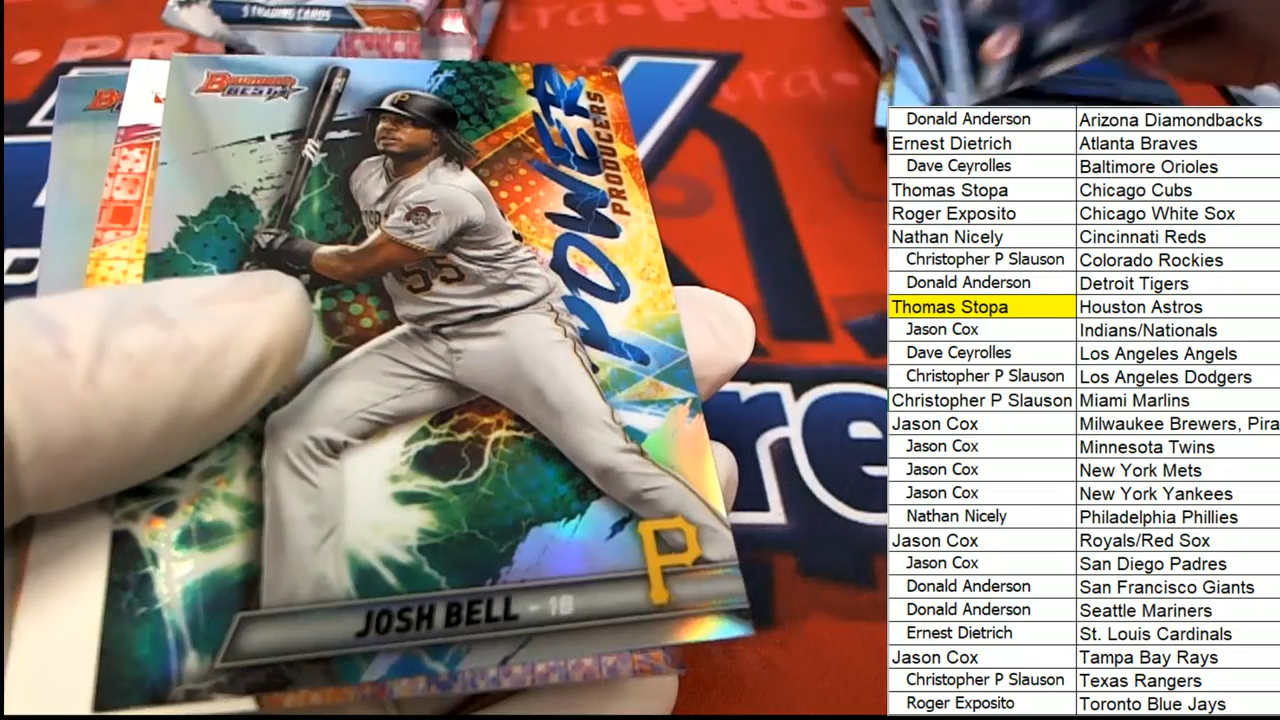 5 TRADING CARDS
BOWMAN'S
BEST
POWER
PRODUCERS
P
55
P
JOSH BELL - 1B
re
Donald Anderson Arizona Diamondbacks
Ernest Dietrich Atlanta Braves
Dave Ceyrolles Baltimore Orioles
Thomas Stopa Chicago Cubs
Roger Exposito Chicago White Sox
Nathan Nicely Cincinnati Reds
Christopher P Slauson Colorado Rockies
Donald Anderson Detroit Tigers
Thomas Stopa Houston Astros
Jason Cox Indians/Nationals
Dave Ceyrolles Los Angeles Angels
Christopher P Slauson Los Angeles Dodgers
Christopher P Slauson Miami Marlins
Jason Cox Milwaukee Brewers, Pira
Jason Cox Minnesota Twins
Jason Cox New York Mets
Jason Cox New York Yankees
Nathan Nicely Philadelphia Phillies
Jason Cox Royals/Red Sox
Jason Cox San Diego Padres
Donald Anderson San Francisco Giants
Donald Anderson Seattle Mariners
Ernest Dietrich St. Louis Cardinals
Jason Cox Tampa Bay Rays
Christopher P Slauson Texas Rangers
Roger Exposito Toronto Blue Jays